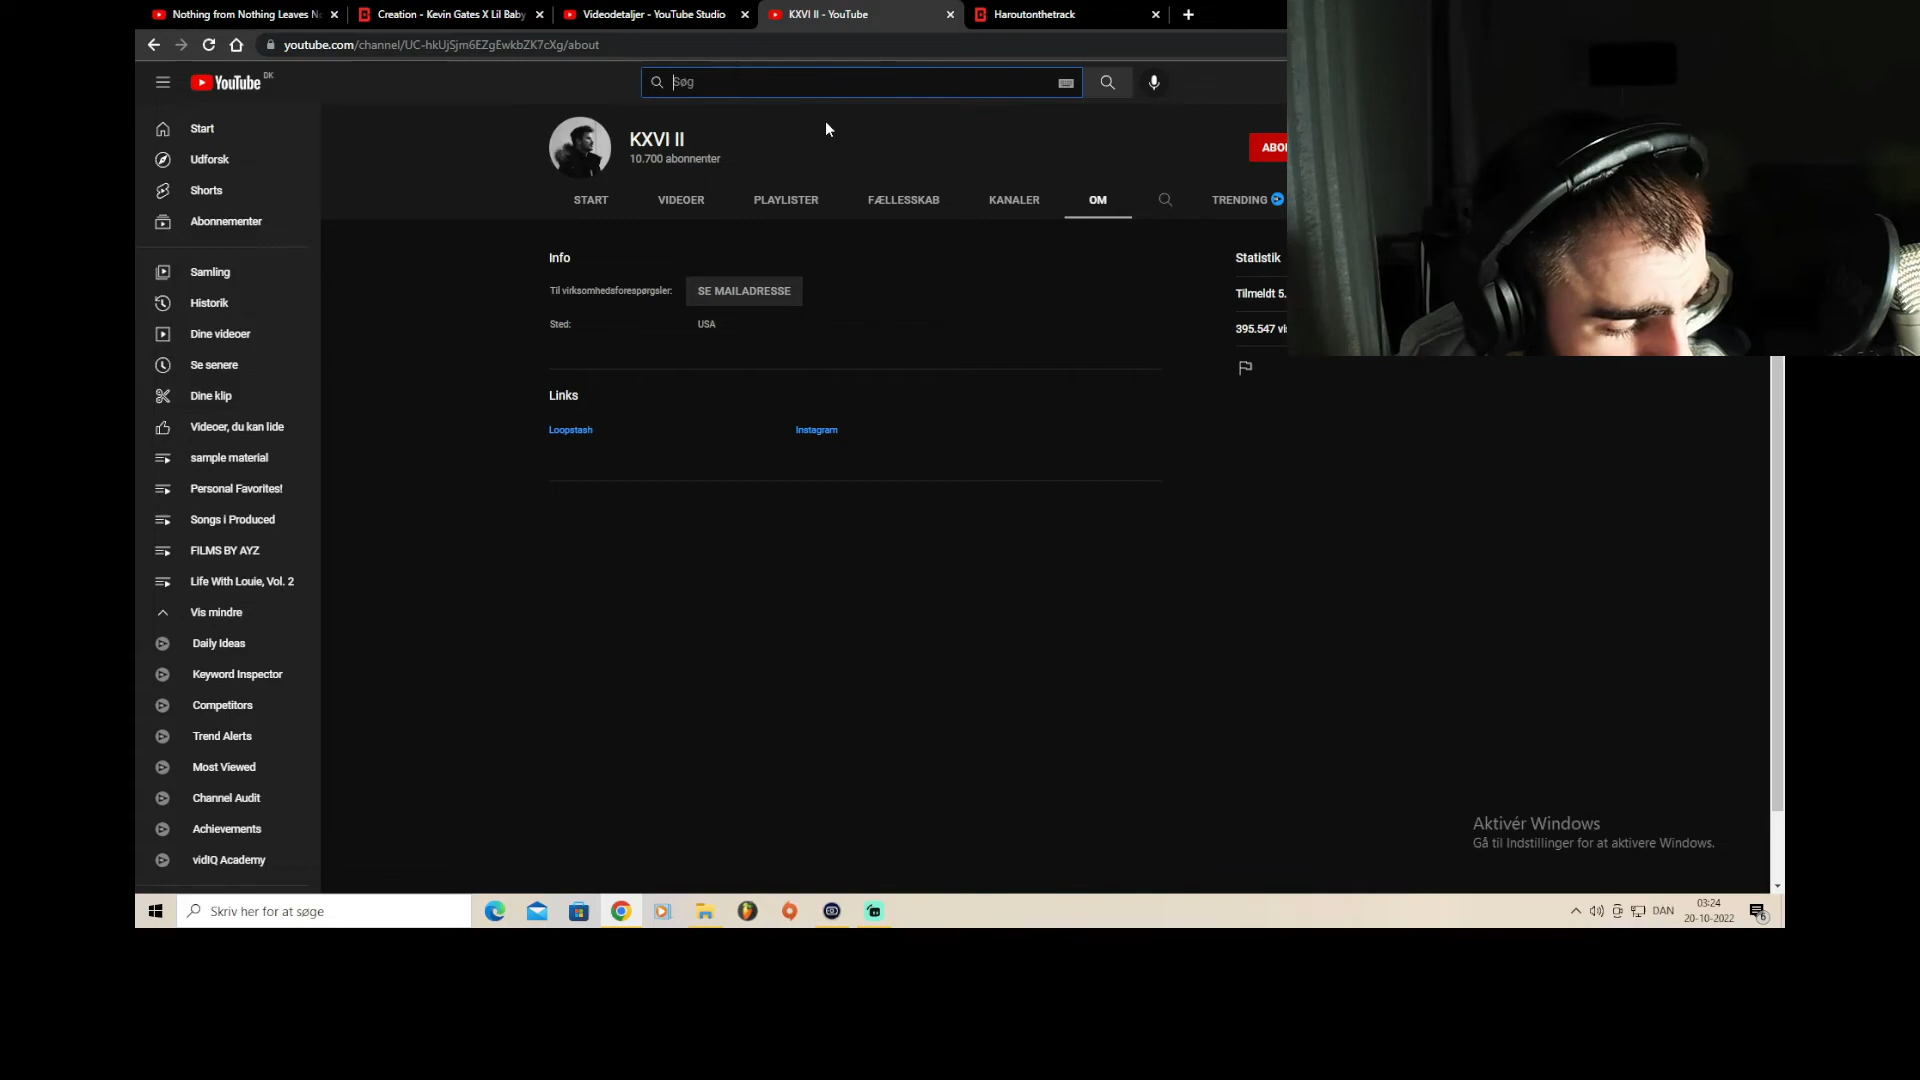 Nothing from Nothing Leaves N
Creation - Kevin Gates X Lil Baby
Videodetaljer - YouTube Studio
KXVI II - YouTube
Haroutonthetrack
youtube.com/channel/UC-hkUjSjm6EZgEwkbZK7cXg/about
YouTube DK
Søg
KXVI II
10.700 abonnenter
ABO
START
VIDEOER
PLAYLISTER
FÆLLESSKAB
KANALER
OM
TRENDING
Start
Udforsk
Shorts
Abonnementer
Samling
Historik
Dine videoer
Se senere
Dine klip
Videoer, du kan lide
sample material
Personal Favorites!
Songs i Produced
FILMS BY AYZ
Life With Louie, Vol. 2
Vis mindre
Daily Ideas
Keyword Inspector
Competitors
Trend Alerts
Most Viewed
Channel Audit
Achievements
vidIQ Academy
Info
Til virksomhedsforespørgsler:
SE MAILADRESSE
Sted:
USA
Links
Loopstash
Instagram
Statistik
Tilmeldt 5.
395.547 vi
Aktivér Windows
Gå til Indstillinger for at aktivere Windows.
Skriv her for at søge
DAN
03:24
20-10-2022
6